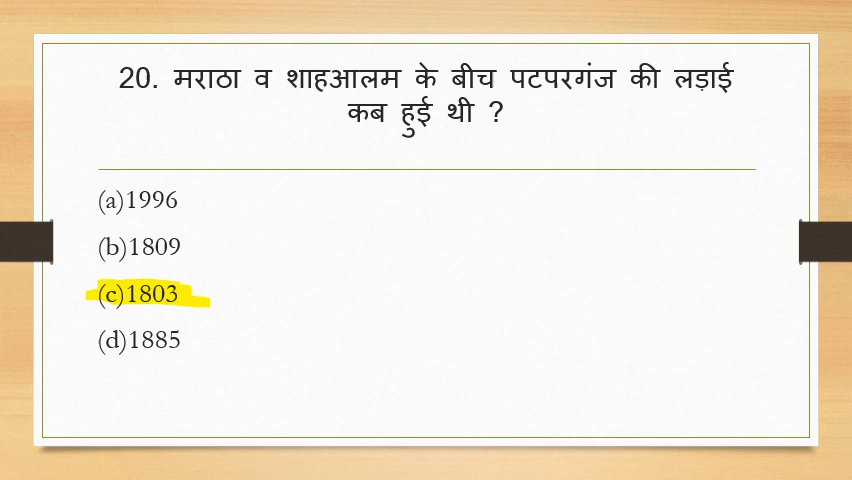 20. मराठा व शाहआलम के बीच पटपरगंज की लड़ाई
कब हुई थी ?
(a)1996
(b)1809
(c)1803
(d)1885